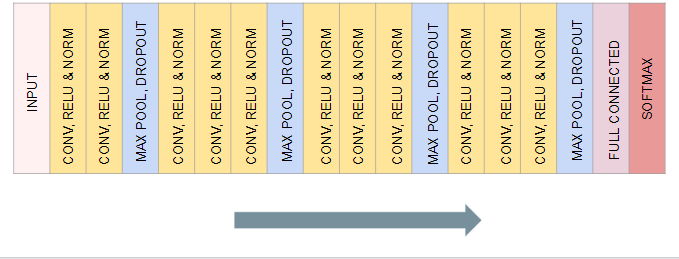 INPUT
CONV, RELU & NORM
CONV, RELU & NORM
MAX POOL, DROPOUT
CONV, RELU & NORM
CONV, RELU & NORM
CONV, RELU & NORM
MAX POOL, DROPOUT
CONV, RELU & NORM
CONV, RELU & NORM
CONV, RELU & NORM
MAX POOL, DROPOUT
CONV, RELU & NORM
CONV, RELU & NORM
CONV, RELU & NORM
MAX POOL, DROPOUT
FULL CONNECTED
SOFTMAX